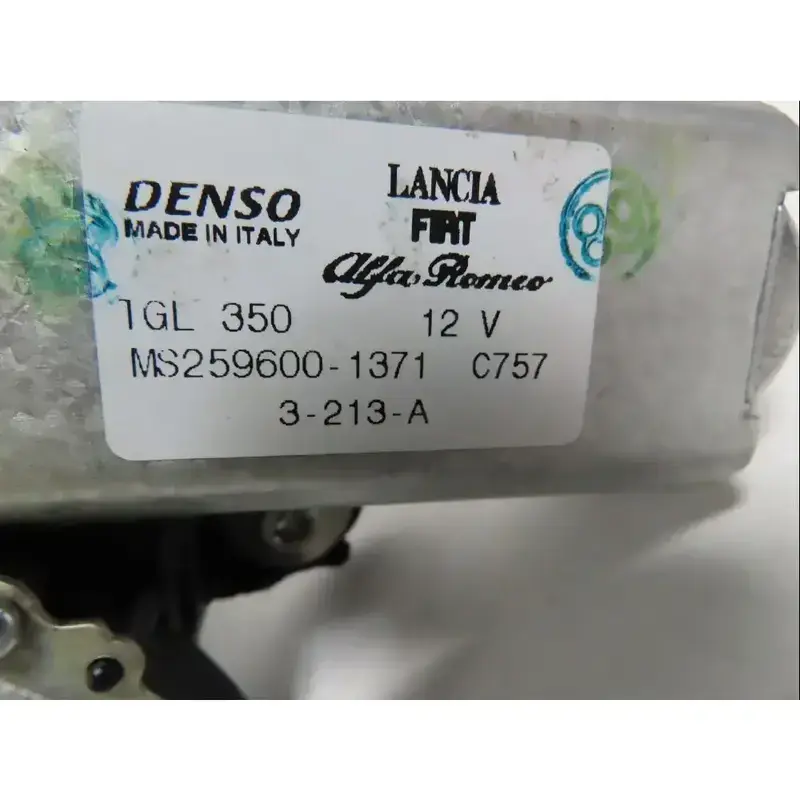 DENSO
MADE IN ITALY
LANCIA
FIAT
Alfa Romeo
TGL 350 12 V
MS259600-1371 C757
3-213-A